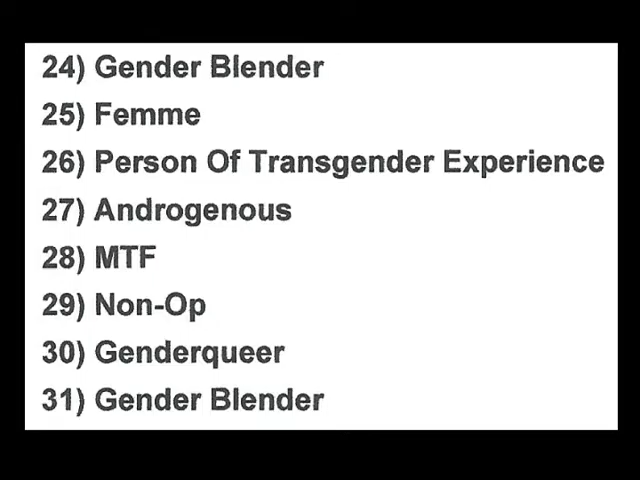 24) Gender Blender
25) Femme
26) Person Of Transgender Experience
27) Androgenous
28) MTF
29) Non-Op
30) Genderqueer
31) Gender Blender